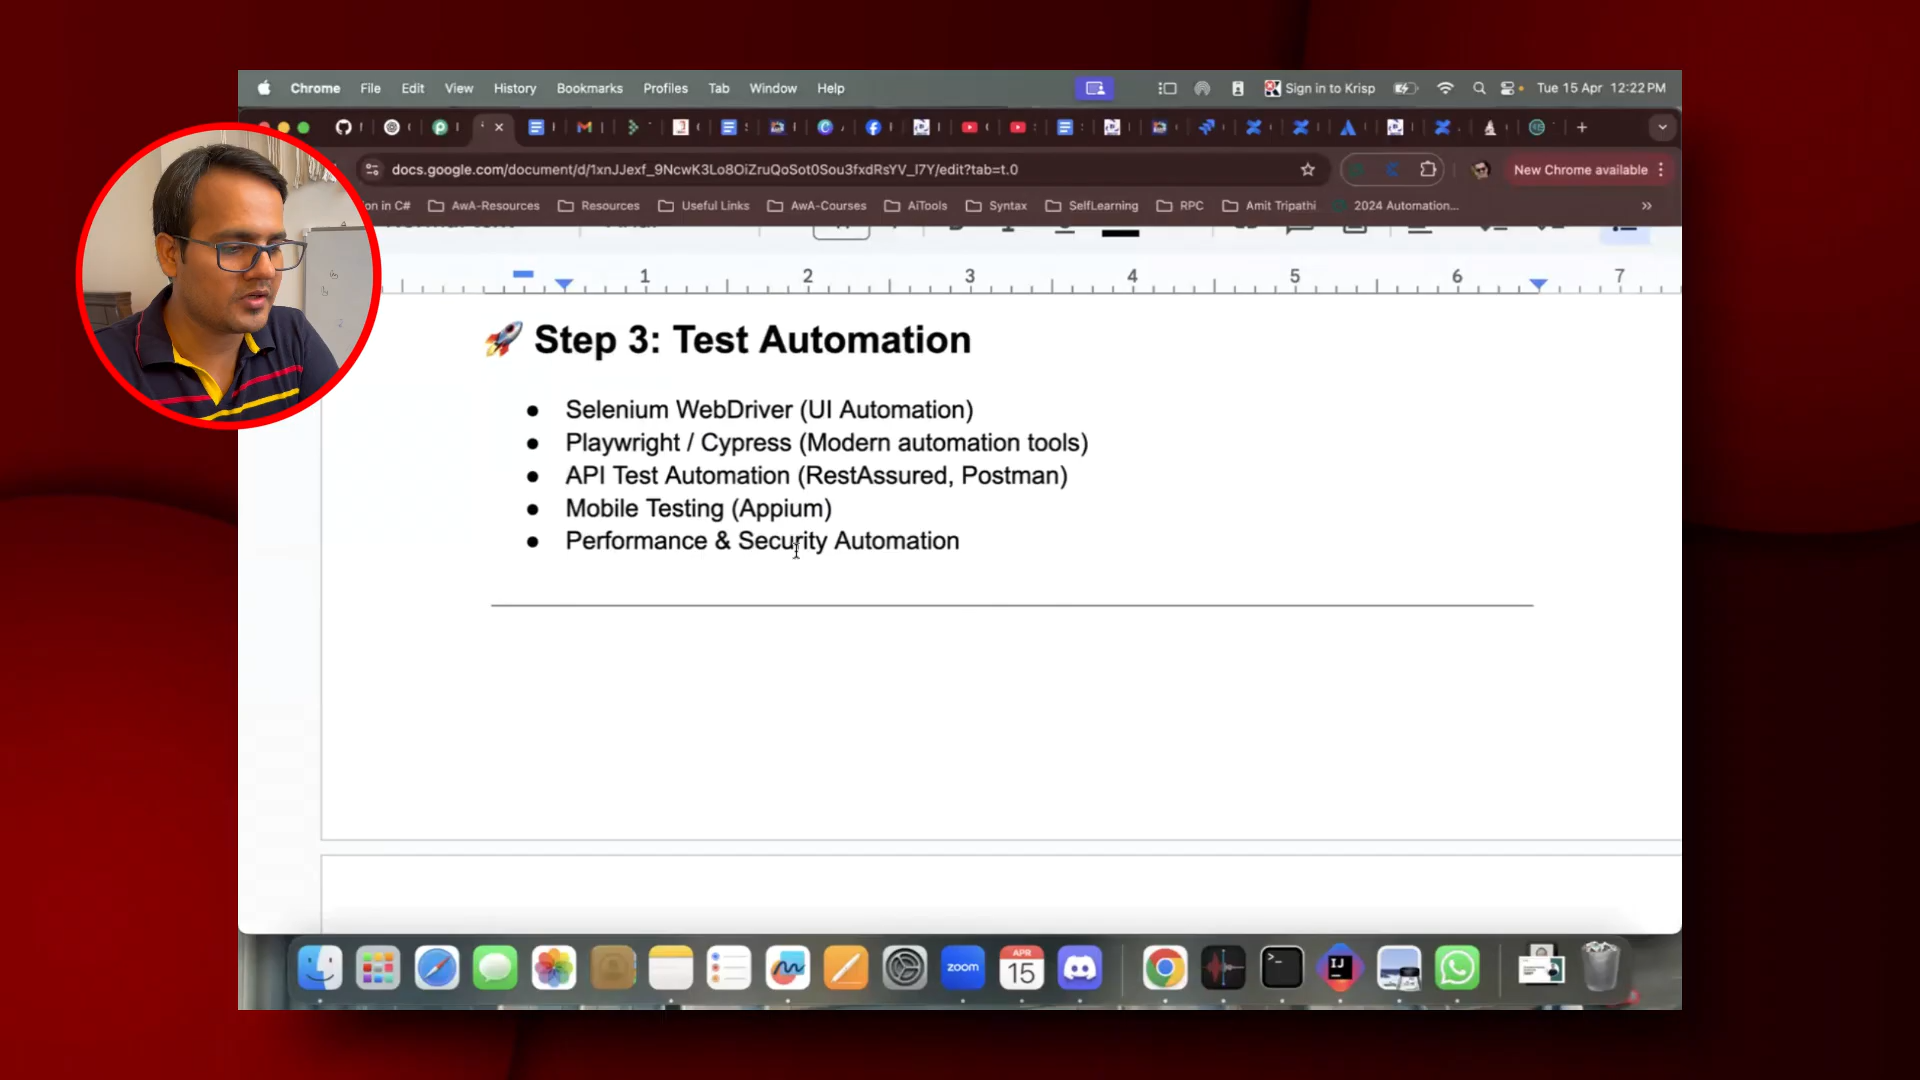 Chrome File Edit View History Bookmarks Profiles Tab Window Help Sign in to Krisp Tue 15 Apr 12:22 PM
docs.google.com/document/d/1xnJJexf_9NcwK3Lo8OiZruQoSot0Sou3fxdRsYV_I7Y/edit?tab=t.0 New Chrome available
on in C# AwA-Resources Resources Useful Links AwA-Courses AiTools Syntax SelfLearning RPC Amit Tripathi 2024 Automation...
1 2 3 4 5 6 7
🚀 Step 3: Test Automation
● Selenium WebDriver (UI Automation)
● Playwright / Cypress (Modern automation tools)
● API Test Automation (RestAssured, Postman)
● Mobile Testing (Appium)
● Performance & Security Automation
zoom APR 15 IJ